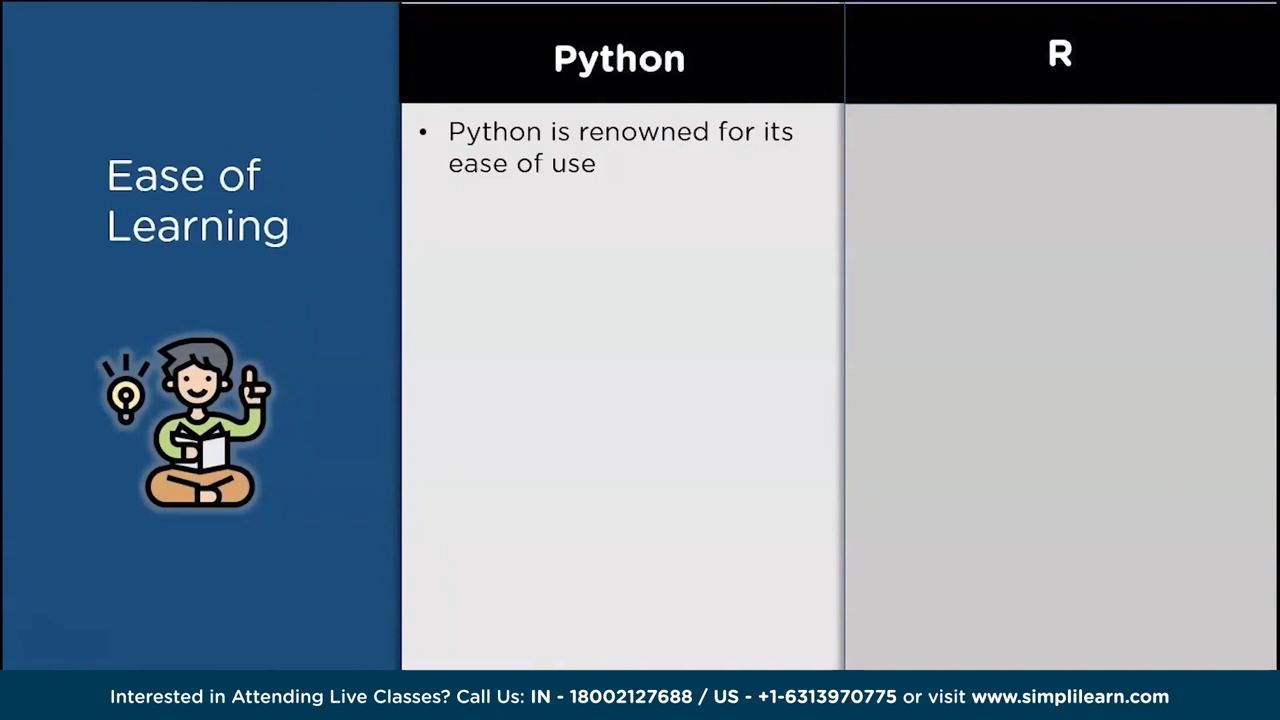 Ease of
Learning
Python
R
• Python is renowned for its
ease of use
Interested in Attending Live Classes? Call Us: IN - 18002127688 / US - +1-6313970775 or visit www.simplilearn.com